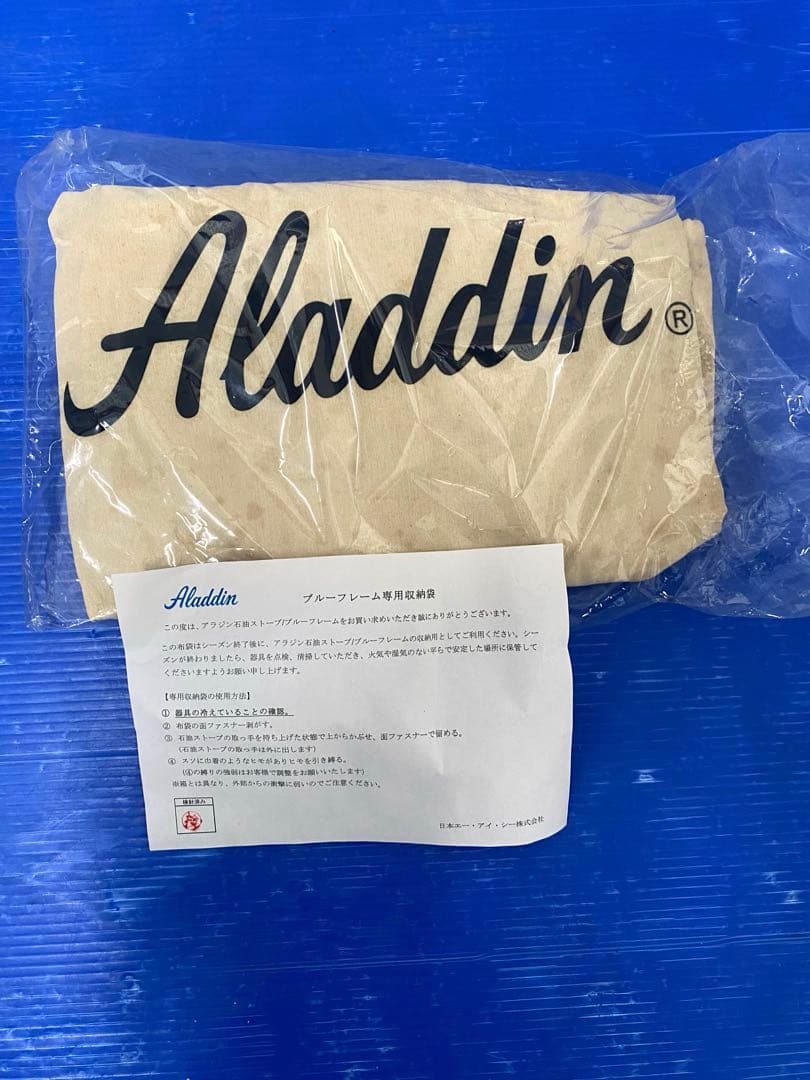 Aladdin®
Aladdin ブルーフレーム専用収納袋
この度は、アラジン石油ストーブ/ブルーフレームをお買い求めいただき誠にありがとうございます。
この布袋はシーズン終了後に、アラジン石油ストーブ/ブルーフレームの収納用としてご利用ください。シー
ズンが終わりましたら、器具を点検、清掃していただき、火気や湿気のない平らで安定した場所に保管して
くださいますようお願い申し上げます。
【専用収納袋の使用方法】
① 器具の冷えていることの確認。
② 布袋の面ファスナー剥がす。
③ 石油ストーブの取っ手を持ち上げた状態で上からかぶせ、面ファスナーで留める。
(石油ストーブの取っ手は外に出します)
④ スソに巾着のようなヒモがありヒモを引き縛る。
(④の縛りの強弱はお客様で調整をお願いいたします)
※箱とは異なり、外部からの衝撃に弱いのでご注意ください。
検針済み
日本エー・アイ・シー株式会社